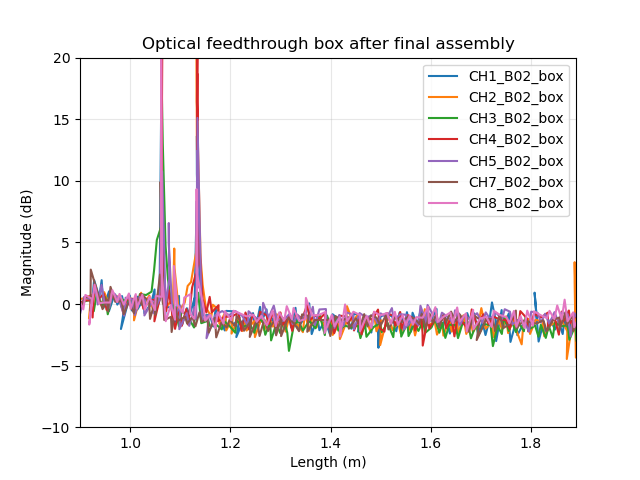 Optical feedthrough box after final assembly
20
15
10
5
0
−5
−10
Magnitude (dB)
CH1_B02_box
CH2_B02_box
CH3_B02_box
CH4_B02_box
CH5_B02_box
CH7_B02_box
CH8_B02_box
1.0 1.2 1.4 1.6 1.8
Length (m)